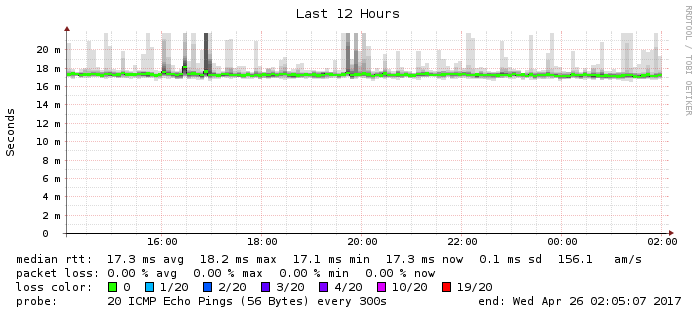 Last 12 Hours
RRDTOOL / TOBI OETIKER
Seconds
20 m
18 m
16 m
14 m
12 m
10 m
8 m
6 m
4 m
2 m
0
16:00 18:00 20:00 22:00 00:00 02:00
median rtt: 17.3 ms avg 18.2 ms max 17.1 ms min 17.3 ms now 0.1 ms sd 156.1 am/s
packet loss: 0.00 % avg 0.00 % max 0.00 % min 0.00 % now
loss color: 0 1/20 2/20 3/20 4/20 10/20 19/20
probe: 20 ICMP Echo Pings (56 Bytes) every 300s end: Wed Apr 26 02:05:07 2017